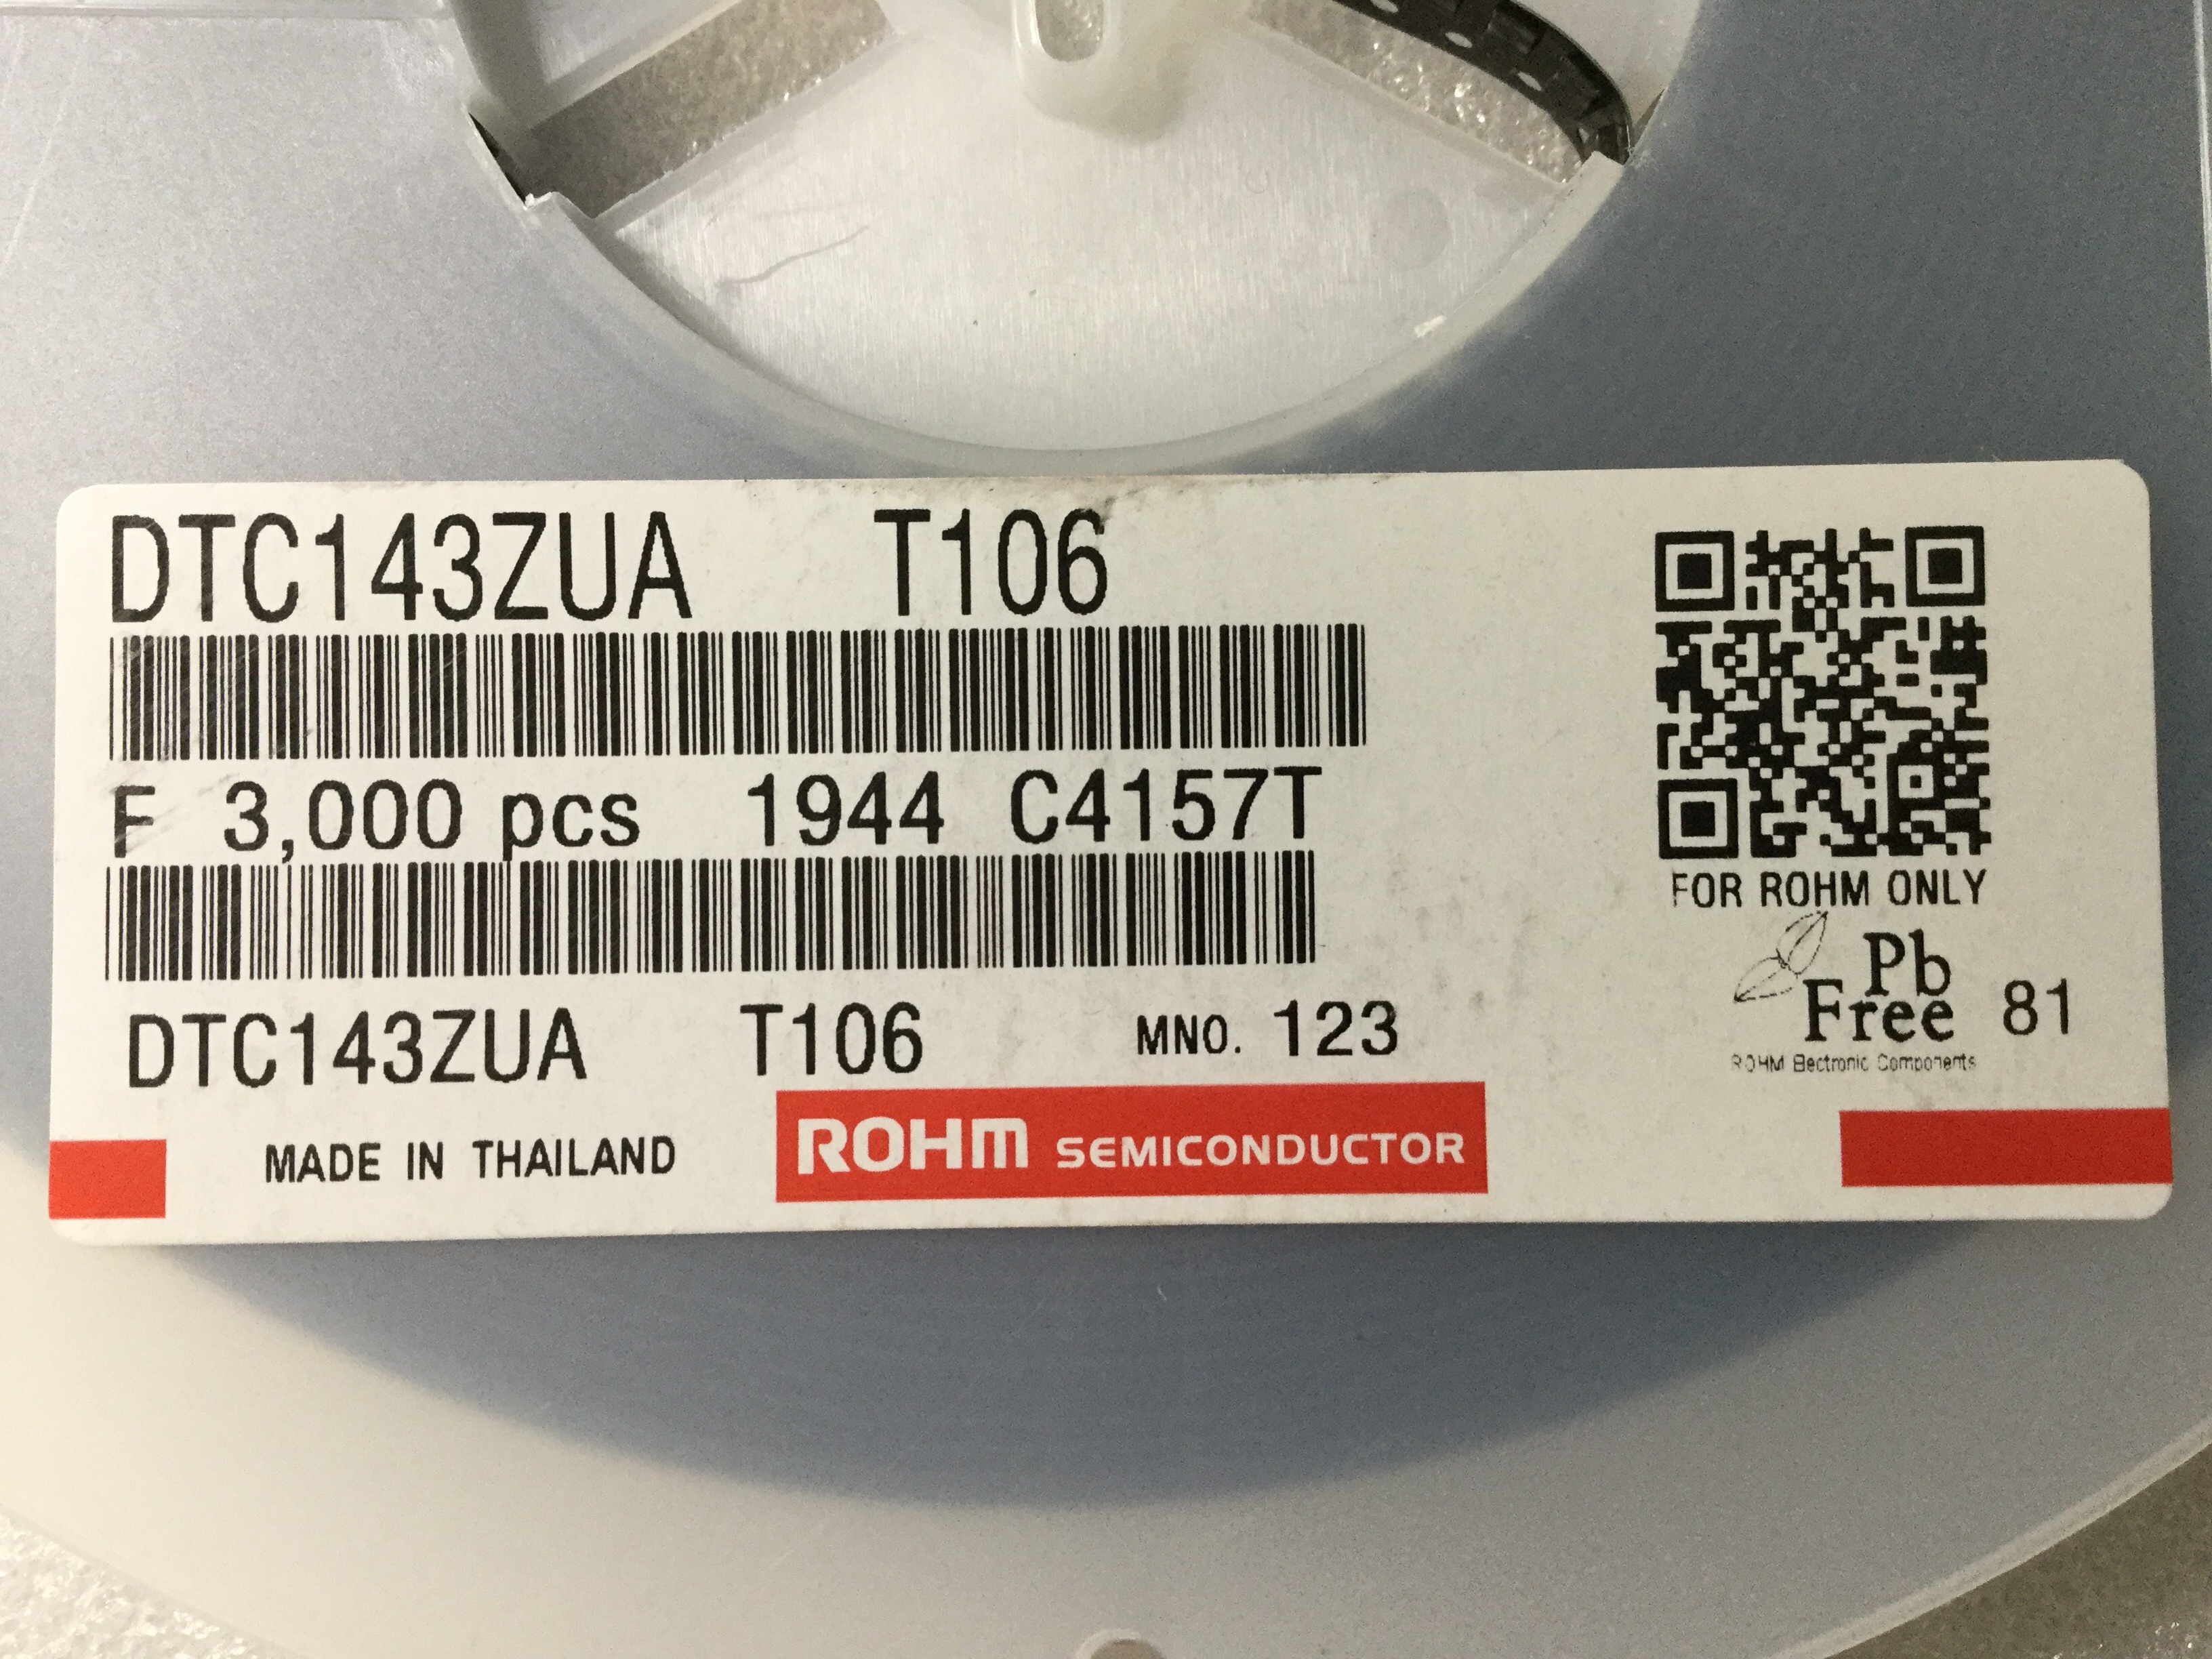 DTC143ZUA T106
F 3,000 pcs 1944 C4157T
DTC143ZUA T106 MNO. 123
MADE IN THAILAND
ROHM SEMICONDUCTOR
FOR ROHM ONLY
Pb
Free 81
ROHM Electronic Components